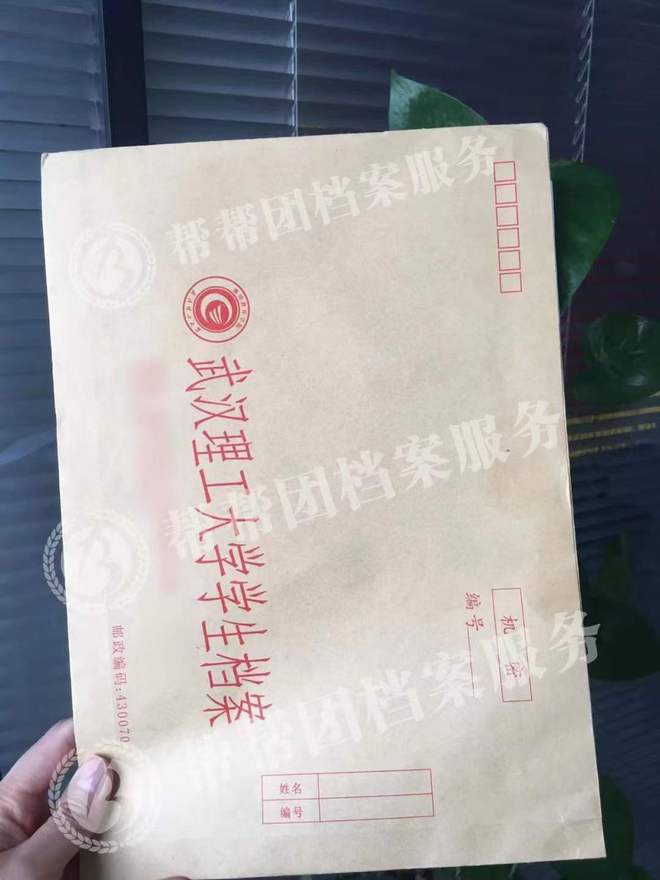 帮帮团档案服务
武汉理工大学学生档案
帮帮团档案服务
机密
编号
邮政编码:430070
帮帮团档案服务
姓名
编号